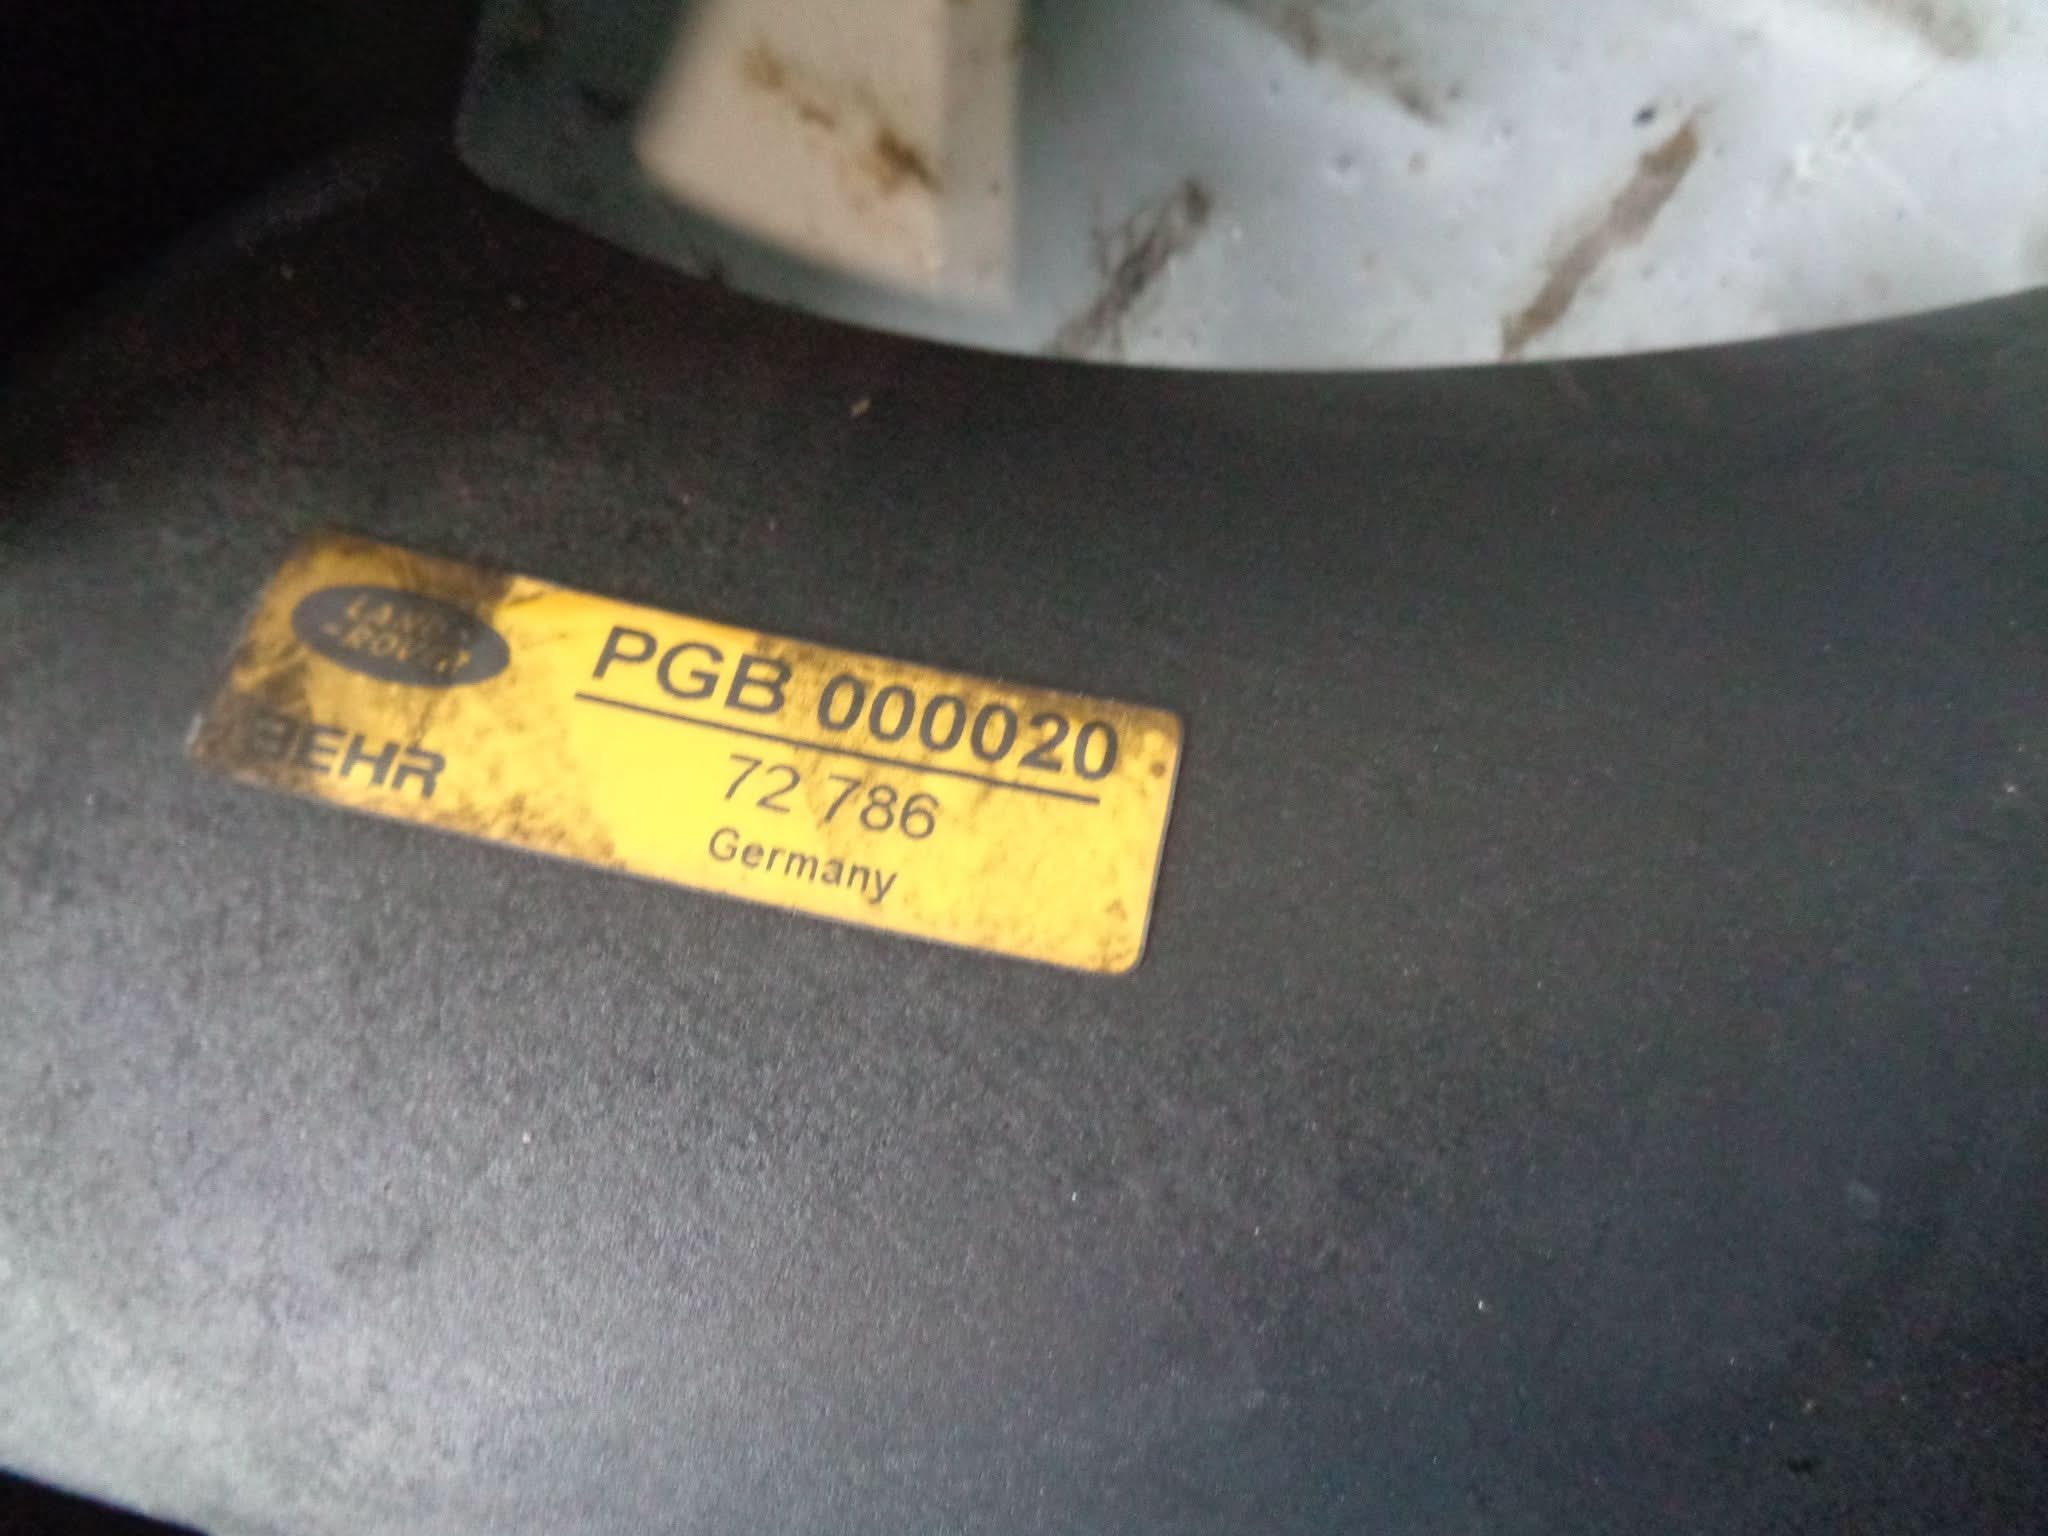 LAND-
-ROVER
PGB 000020
BEHR
72 786
Germany